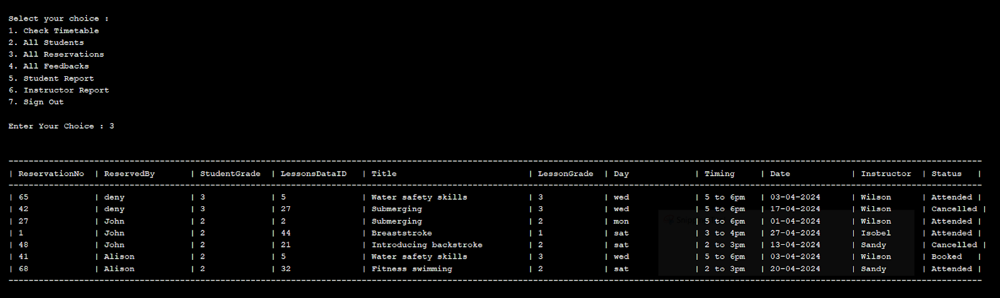 Select your choice :
1. Check Timetable
2. All Students
3. All Reservations
4. All Feedbacks
5. Student Report
6. Instructor Report
7. Sign Out
Enter Your Choice : 3
| ReservationNo | ReservedBy | StudentGrade | LessonsDataID | Title | LessonGrade | Day | Timing | Date | Instructor | Status |
| 65 | deny | 3 | 5 | Water safety skills | 3 | wed | 5 to 6pm | 03-04-2024 | Wilson | Attended |
| 42 | deny | 3 | 27 | Submerging | 3 | wed | 5 to 6pm | 17-04-2024 | Wilson | Cancelled |
| 27 | John | 2 | 2 | Submerging | 2 | mon | 5 to 6pm | 01-04-2024 | Wilson | Attended |
| 1 | John | 2 | 44 | Breaststroke | 1 | sat | 3 to 4pm | 27-04-2024 | Isobel | Attended |
| 48 | John | 2 | 21 | Introducing backstroke | 2 | sat | 2 to 3pm | 13-04-2024 | Sandy | Cancelled |
| 41 | Alison | 2 | 5 | Water safety skills | 3 | wed | 5 to 6pm | 03-04-2024 | Wilson | Booked |
| 68 | Alison | 2 | 32 | Fitness swimming | 2 | sat | 2 to 3pm | 20-04-2024 | Sandy | Attended |